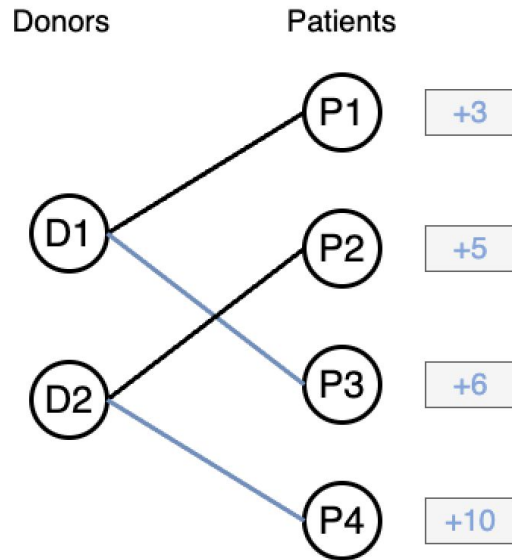 Donors Patients
P1 +3
D1
P2 +5
P3 +6
D2
P4 +10